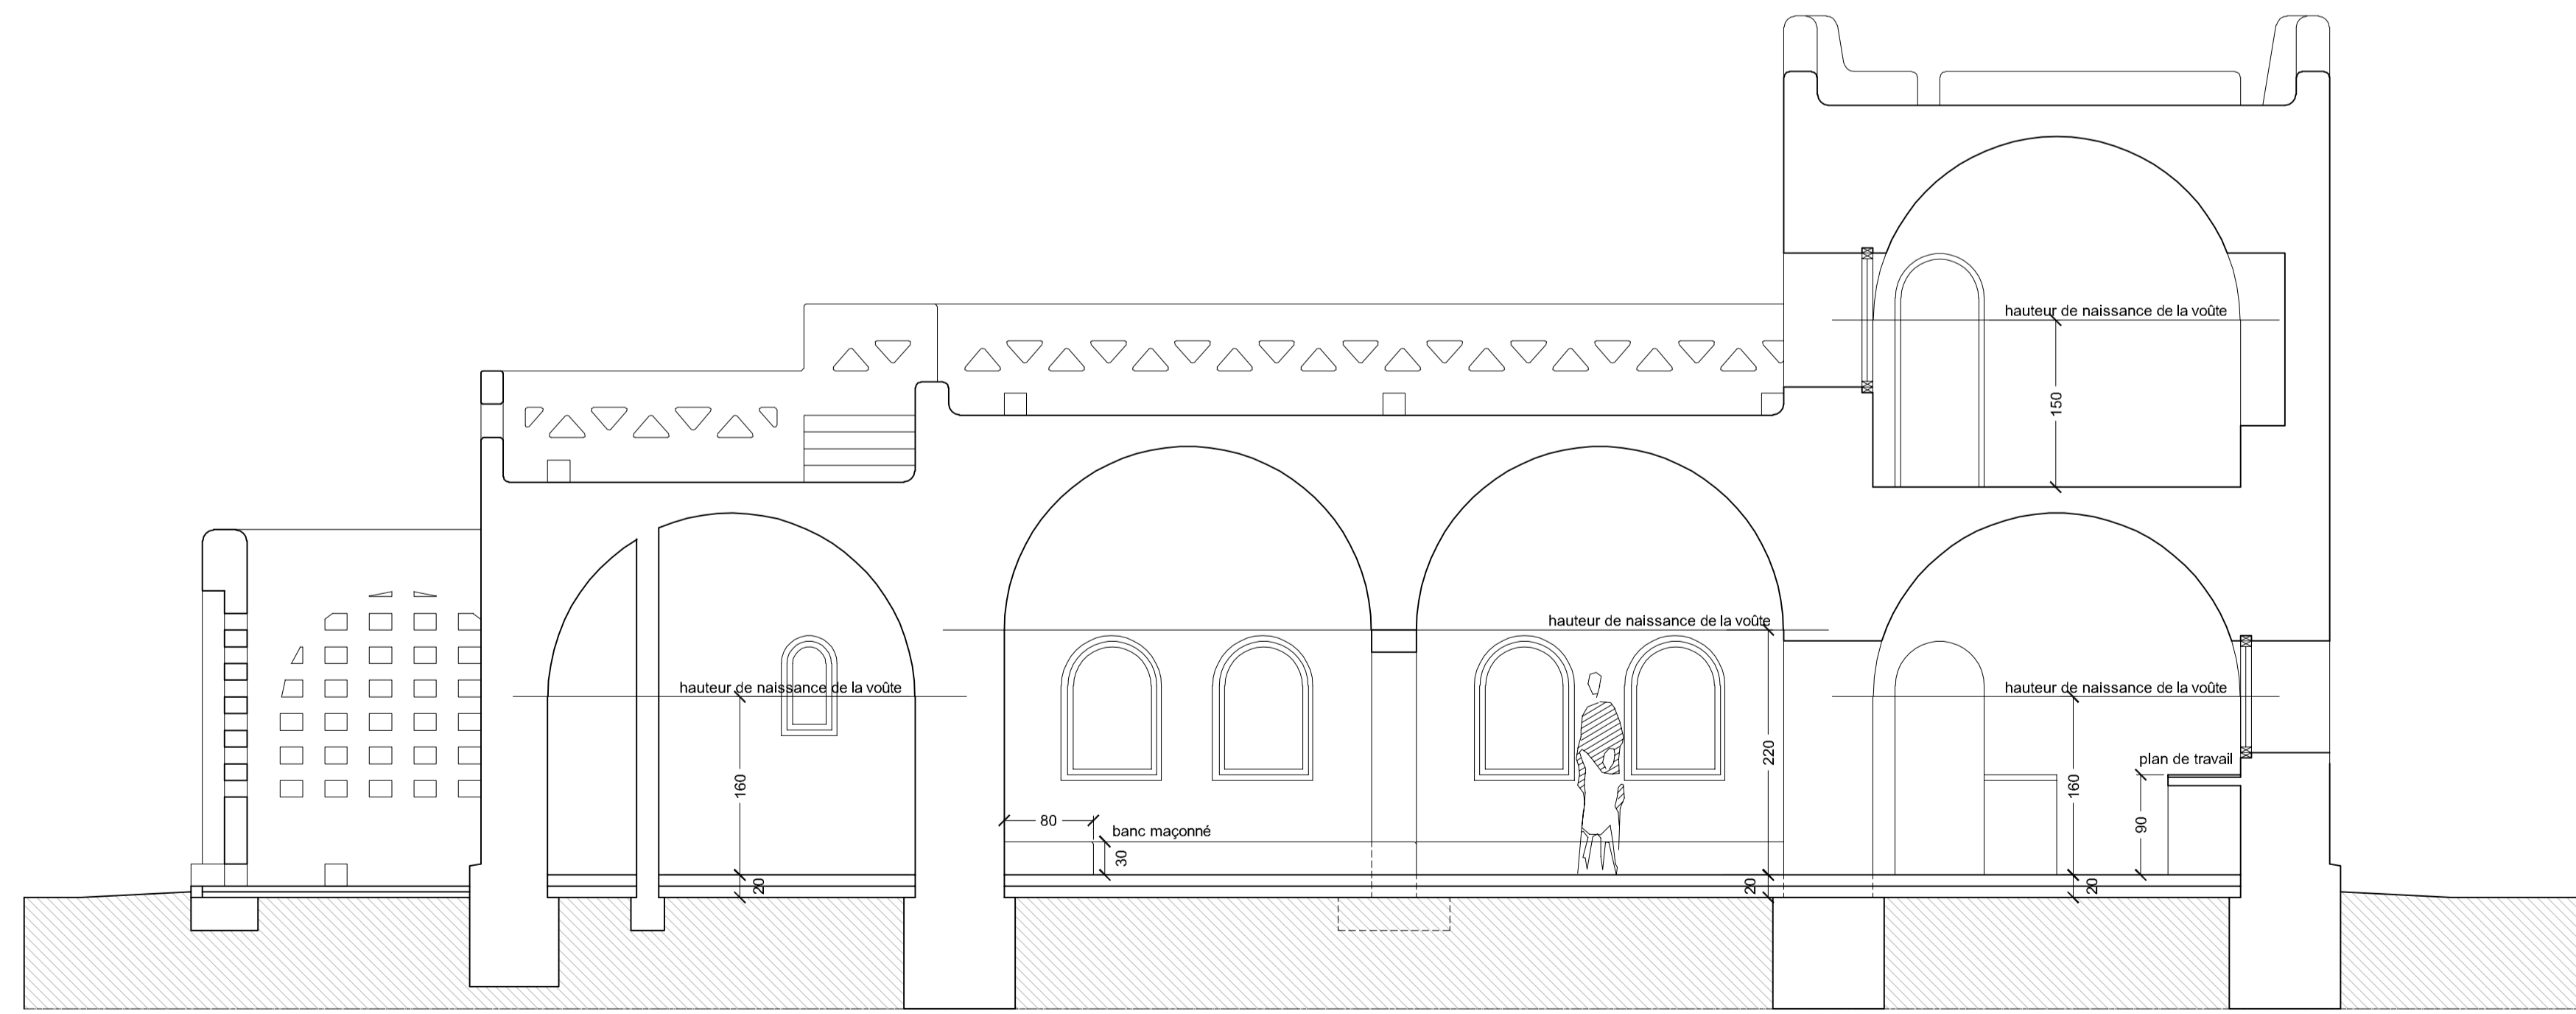 hauteur de naissance de la voûte
150
hauteur de naissance de la voûte
hauteur de naissance de la voûte
hauteur de naissance de la voûte
160
220
160
plan de travail
90
80
banc maçonné
30
20
20
20